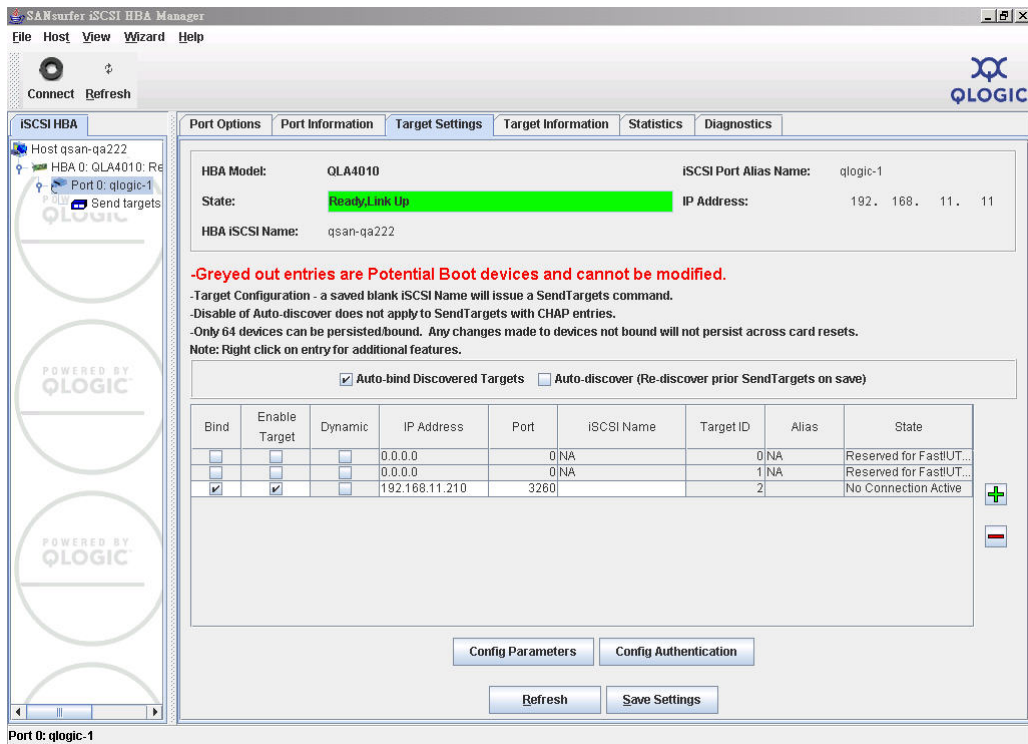 SANsurfer iSCSI HBA Manager
File Host View Wizard Help
Connect Refresh
QLOGIC
iSCSI HBA
Host qsan-qa222
HBA 0: QLA4010: Re
Port 0: qlogic-1
Send targets
QLOGIC
POWERED BY
QLOGIC
POWERED BY
QLOGIC
Port Options Port Information Target Settings Target Information Statistics Diagnostics
HBA Model: QLA4010 iSCSI Port Alias Name: qlogic-1
State: Ready,Link Up IP Address: 192. 168. 11. 11
HBA iSCSI Name: qsan-qa222
-Greyed out entries are Potential Boot devices and cannot be modified.
-Target Configuration - a saved blank iSCSI Name will issue a SendTargets command.
-Disable of Auto-discover does not apply to SendTargets with CHAP entries.
-Only 64 devices can be persisted/bound. Any changes made to devices not bound will not persist across card resets.
Note: Right click on entry for additional features.
Auto-bind Discovered Targets Auto-discover (Re-discover prior SendTargets on save)
Bind Enable Target Dynamic IP Address Port iSCSI Name Target ID Alias State
0.0.0.0 0 NA 0 NA Reserved for Fast!UT...
0.0.0.0 0 NA 1 NA Reserved for Fast!UT...
192.168.11.210 3260 2 No Connection Active
Config Parameters Config Authentication
Refresh Save Settings
Port 0: qlogic-1